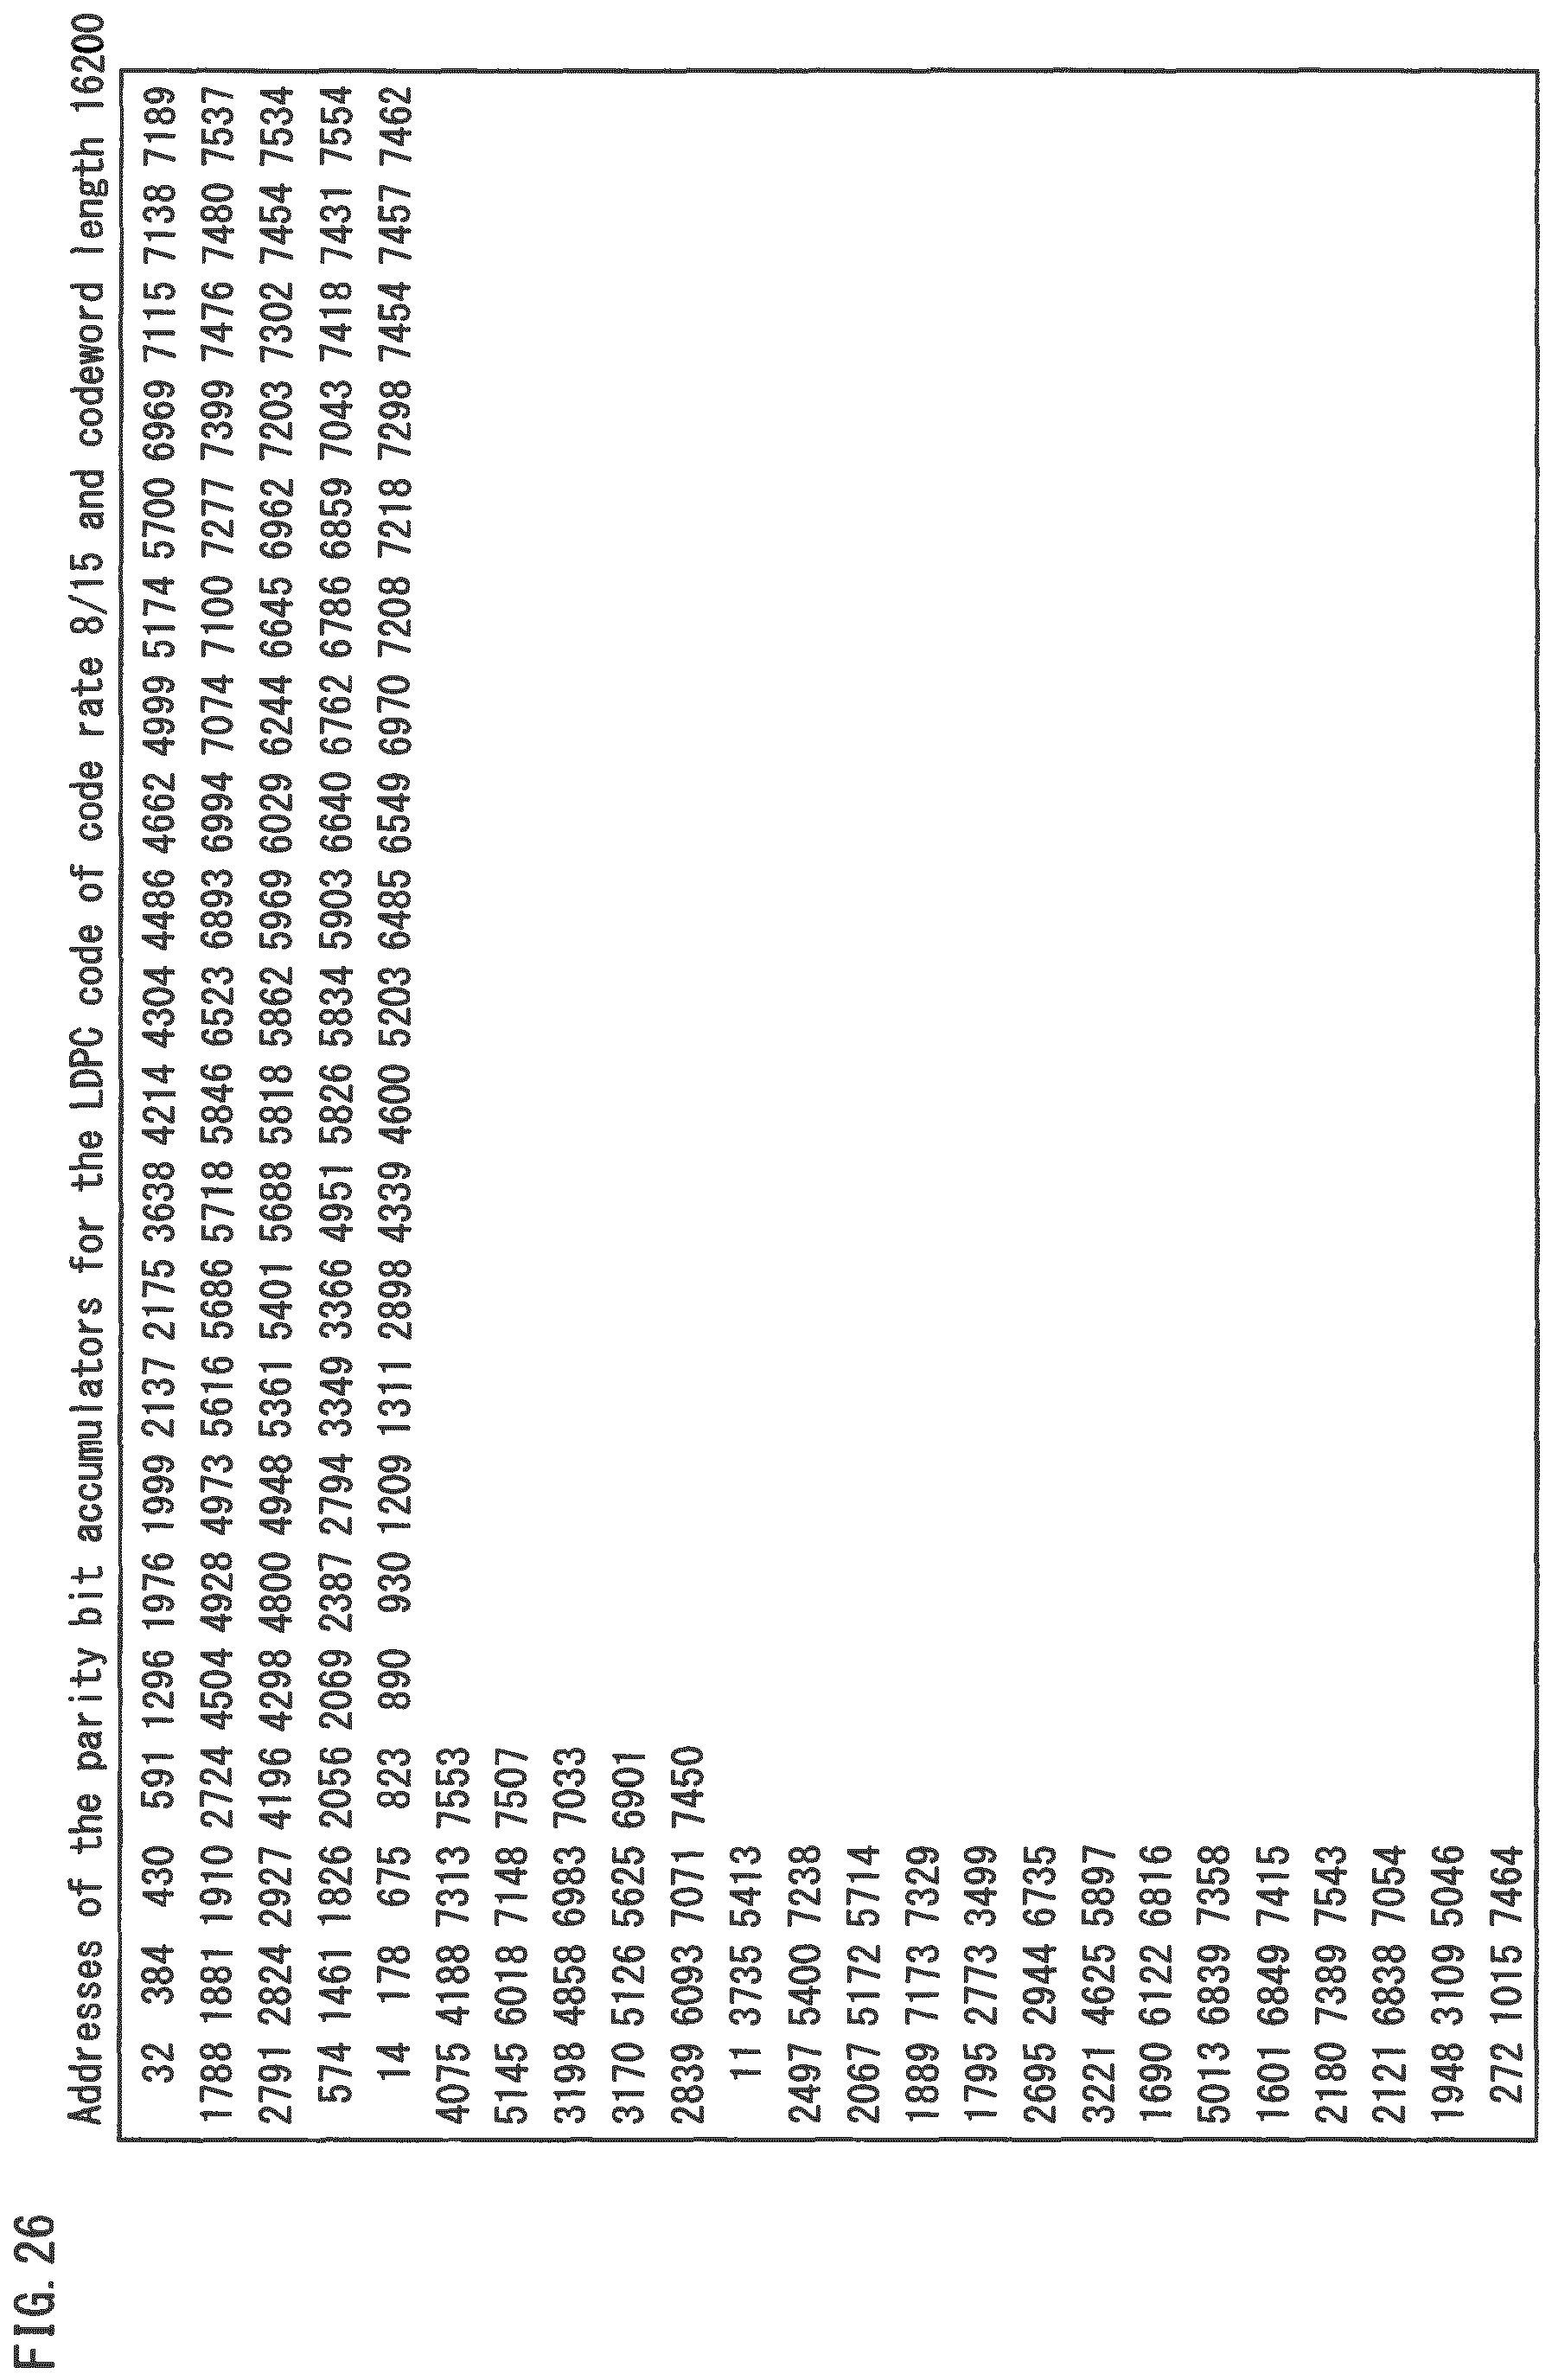 FIG. 26
Addresses of the parity bit accumulators for the LDPC code of code rate 8/15 and codeword length 16200
32 384 430 591 1296 1976 1999 2137 2175 3638 4214 4304 4486 4662 4999 5174 5700 6969 7115 7138 7189
1788 1881 1910 2724 4504 4928 4973 5616 5686 5718 5846 6523 6893 6994 7074 7100 7277 7399 7476 7480 7537
2791 2824 2927 4196 4298 4800 4948 5361 5401 5688 5818 5862 5969 6029 6244 6645 6962 7203 7302 7454 7534
574 1461 1826 2056 2069 2387 2794 3349 3366 4951 5826 5834 5903 6640 6762 6786 6859 7043 7418 7431 7554
14 178 675 823 890 930 1209 1311 2898 4339 4600 5203 6485 6549 6970 7208 7218 7298 7454 7457 7462
4075 4188 7313 7553
5145 6018 7148 7507
3198 4858 6983 7033
3170 5126 5625 6901
2839 6093 7071 7450
11 3735 5413
2497 5400 7238
2067 5172 5714
1889 7173 7329
1795 2773 3499
2695 2944 6735
3221 4625 5897
1690 6122 6816
5013 6839 7358
1601 6849 7415
2180 7389 7543
2121 6838 7054
1948 3109 5046
272 1015 7464